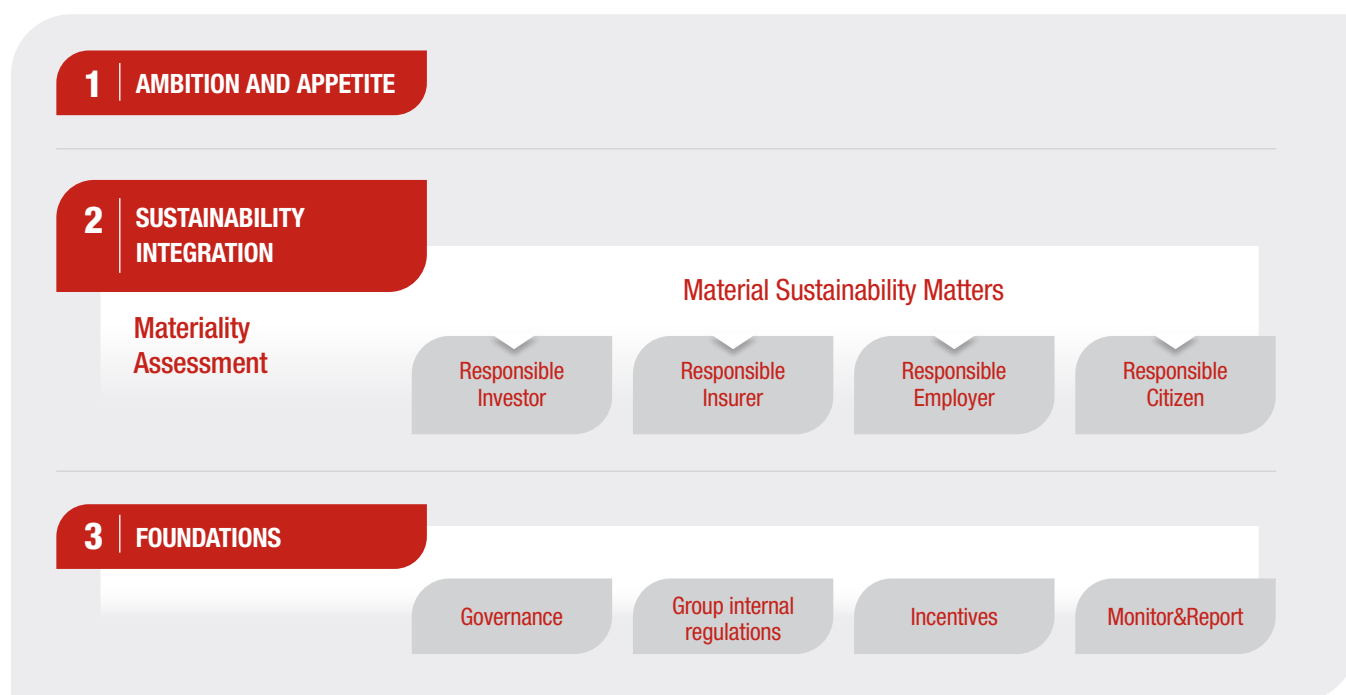 1 AMBITION AND APPETITE
2 SUSTAINABILITY
INTEGRATION
Material Sustainability Matters
Materiality
Assessment
Responsible
Investor
Responsible
Insurer
Responsible
Employer
Responsible
Citizen
3 FOUNDATIONS
Governance
Group internal
regulations
Incentives
Monitor&Report